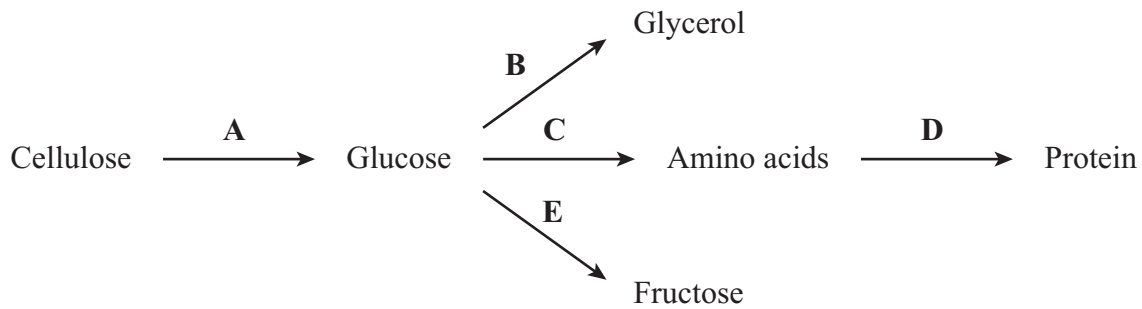 Glycerol
B
A
C
D
Cellulose
Glucose
Amino acids
Protein
E
Fructose